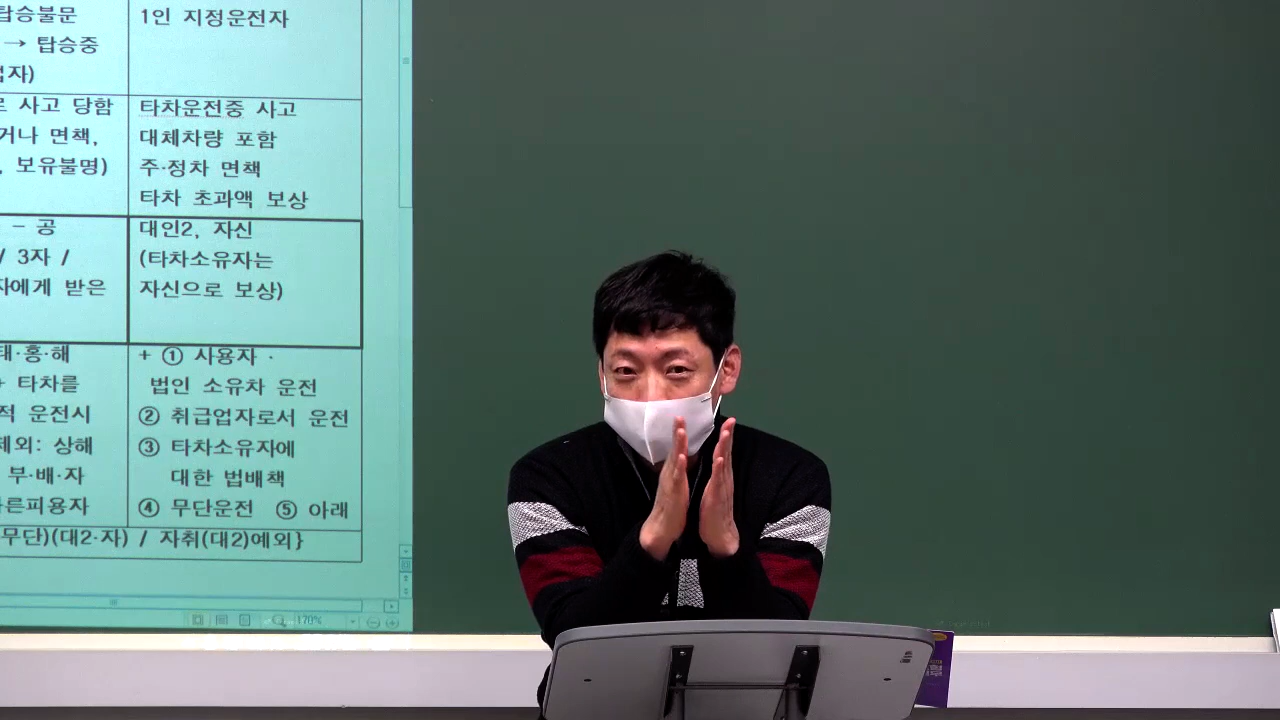 탑승불문
→ 탑승중
업자)
1인 지정운전자
로 사고 당함
거나 면책,
, 보유불명)
타차운전중 사고
대체차량 포함
주·정차 면책
타차 초과액 보상
- 공
/ 3자 /
자에게 받은
대인2, 자신
(타차소유자는
자신으로 보상)
태·홍·해
+ 타차를
적 운전시
제외: 상해
부·배·자
다른피용자
+ ① 사용자 ·
법인 소유차 운전
② 취급업자로서 운전
③ 타차소유자에
대한 법배책
④ 무단운전 ⑤ 아래
무단)(대2·자) / 자취(대2)예외}
170%